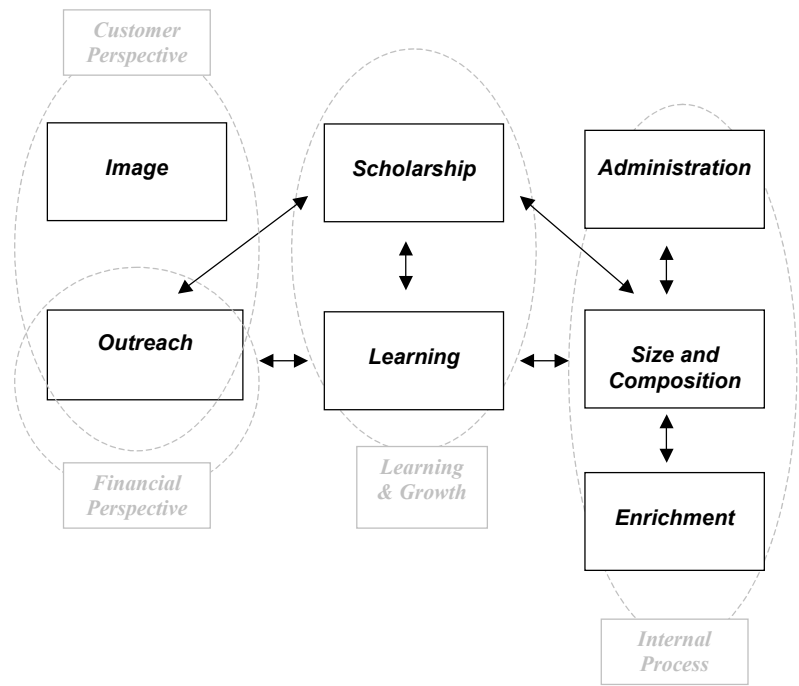 Customer
Perspective
Image
Scholarship
Administration
Outreach
Learning
Size and
Composition
Financial
Perspective
Learning
& Growth
Enrichment
Internal
Process